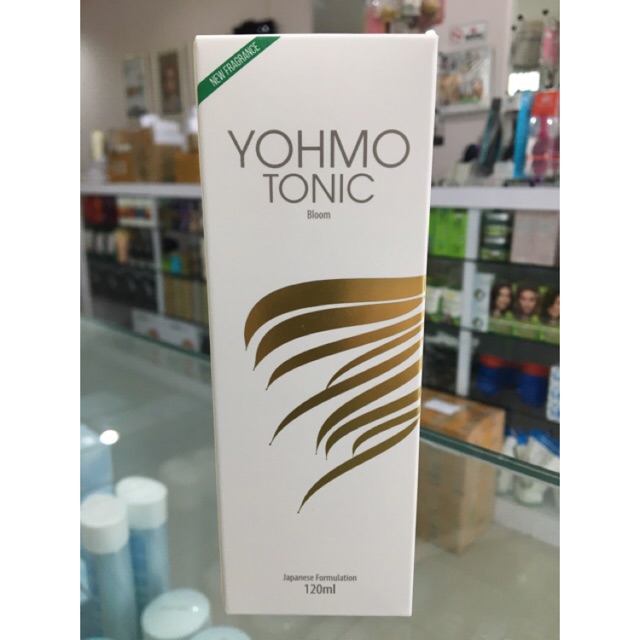 NEW FRAGRANCE
YOHMO
TONIC
Bloom
Japanese Formulation
120ml